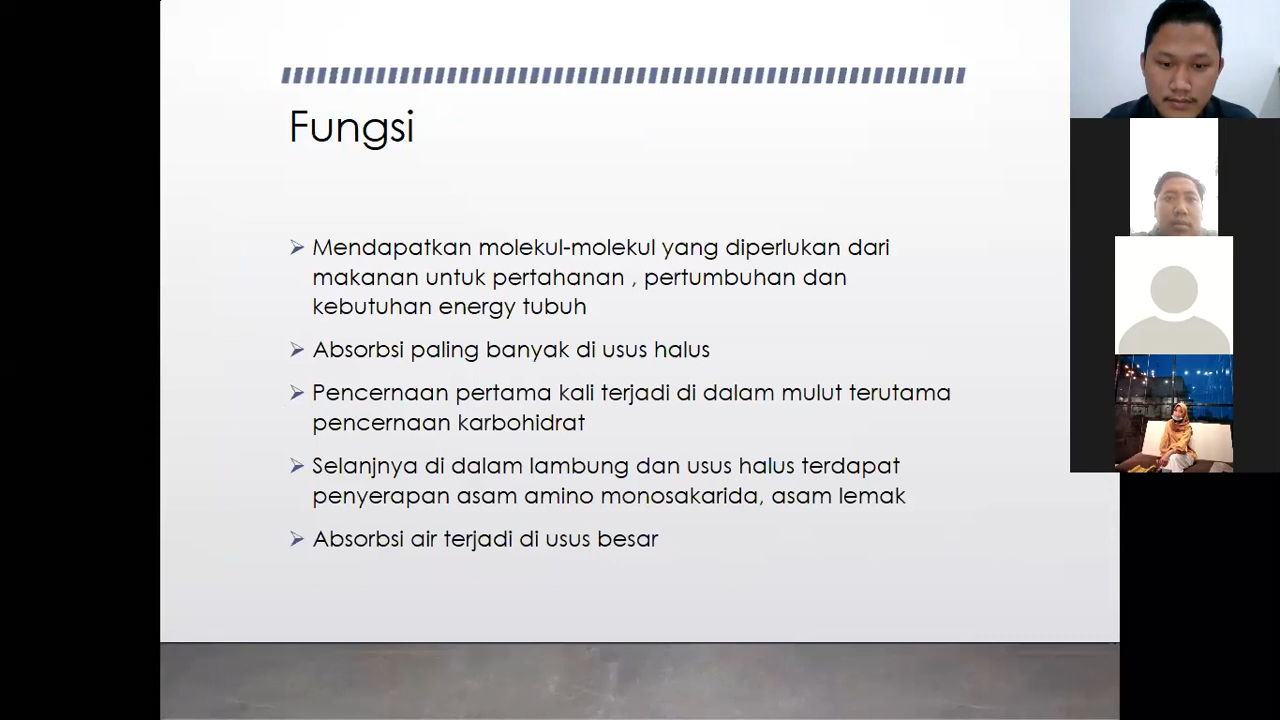 Fungsi
Mendapatkan molekul-molekul yang diperlukan dari
makanan untuk pertahanan , pertumbuhan dan
kebutuhan energy tubuh
Absorbsi paling banyak di usus halus
Pencernaan pertama kali terjadi di dalam mulut terutama
pencernaan karbohidrat
Selanjnya di dalam lambung dan usus halus terdapat
penyerapan asam amino monosakarida, asam lemak
Absorbsi air terjadi di usus besar